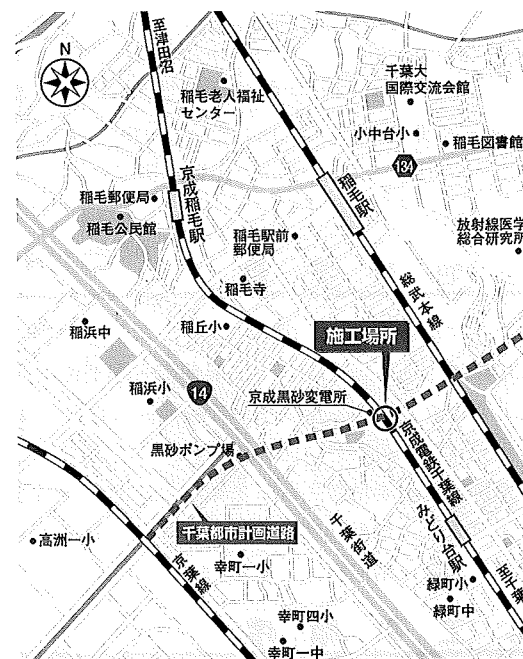 N
至津田沼
稲毛老人福祉
センター
千葉大
国際交流会館
小中台小
稲毛図書館
134
京成稲毛駅
稲毛駅
稲毛郵便局
稲毛公民館
稲毛駅前
郵便局
放射線医学
総合研究所
稲毛寺
総武本線
稲浜中
稲丘小
施工場所
稲浜小
14
京成黒砂変電所
黒砂ポンプ場
京成電鉄千葉線
みどり台駅
千葉都市計画道路
千葉街道
高洲一小
京葉線
幸町一小
緑町小
緑町中
至千葉
幸町四小
幸町一中